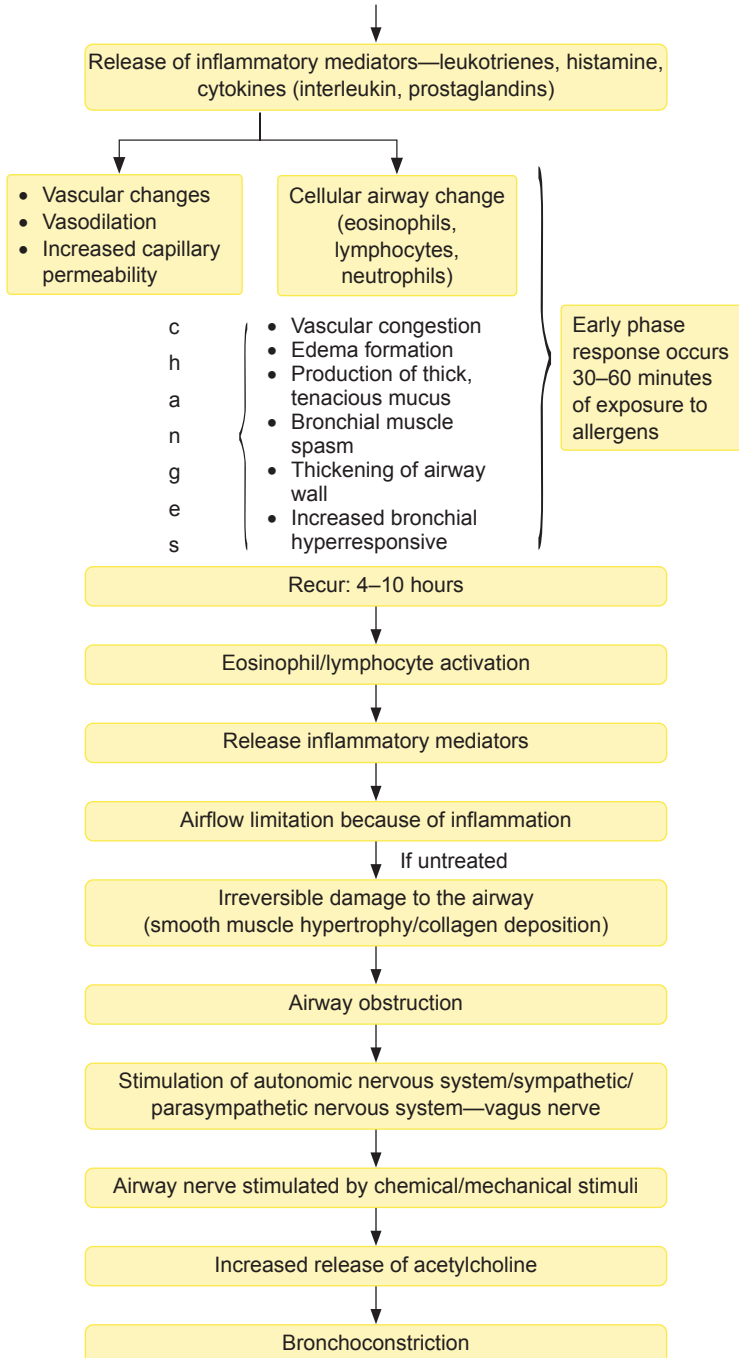 Release of inflammatory mediators—leukotrienes, histamine,
cytokines (interleukin, prostaglandins)
• Vascular changes
• Vasodilation
• Increased capillary
permeability
Cellular airway change
(eosinophils,
lymphocytes,
neutrophils)
c
h
a
n
g
e
s
• Vascular congestion
• Edema formation
• Production of thick,
tenacious mucus
• Bronchial muscle
spasm
• Thickening of airway
wall
• Increased bronchial
hyperresponsive
Early phase
response occurs
30–60 minutes
of exposure to
allergens
Recur: 4–10 hours
Eosinophil/lymphocyte activation
Release inflammatory mediators
Airflow limitation because of inflammation
If untreated
Irreversible damage to the airway
(smooth muscle hypertrophy/collagen deposition)
Airway obstruction
Stimulation of autonomic nervous system/sympathetic/
parasympathetic nervous system—vagus nerve
Airway nerve stimulated by chemical/mechanical stimuli
Increased release of acetylcholine
Bronchoconstriction